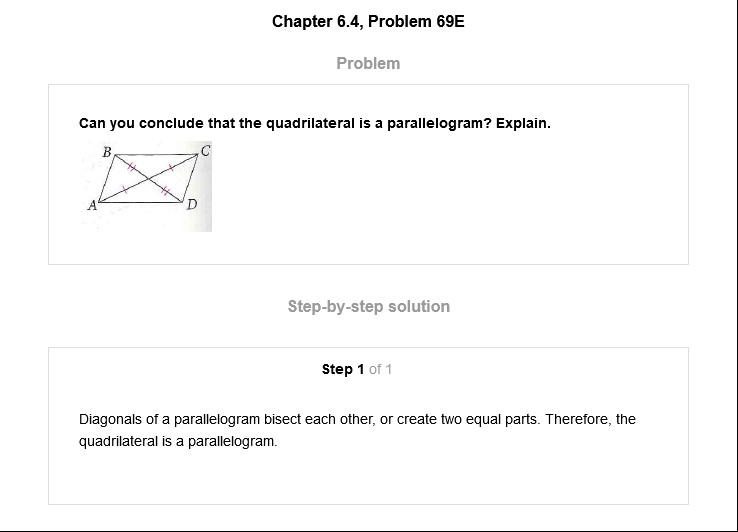 Chapter 6.4, Problem 69E
Problem
Can you conclude that the quadrilateral is a parallelogram? Explain.
B C
A D
Step-by-step solution
Step 1 of 1
Diagonals of a parallelogram bisect each other, or create two equal parts. Therefore, the
quadrilateral is a parallelogram.